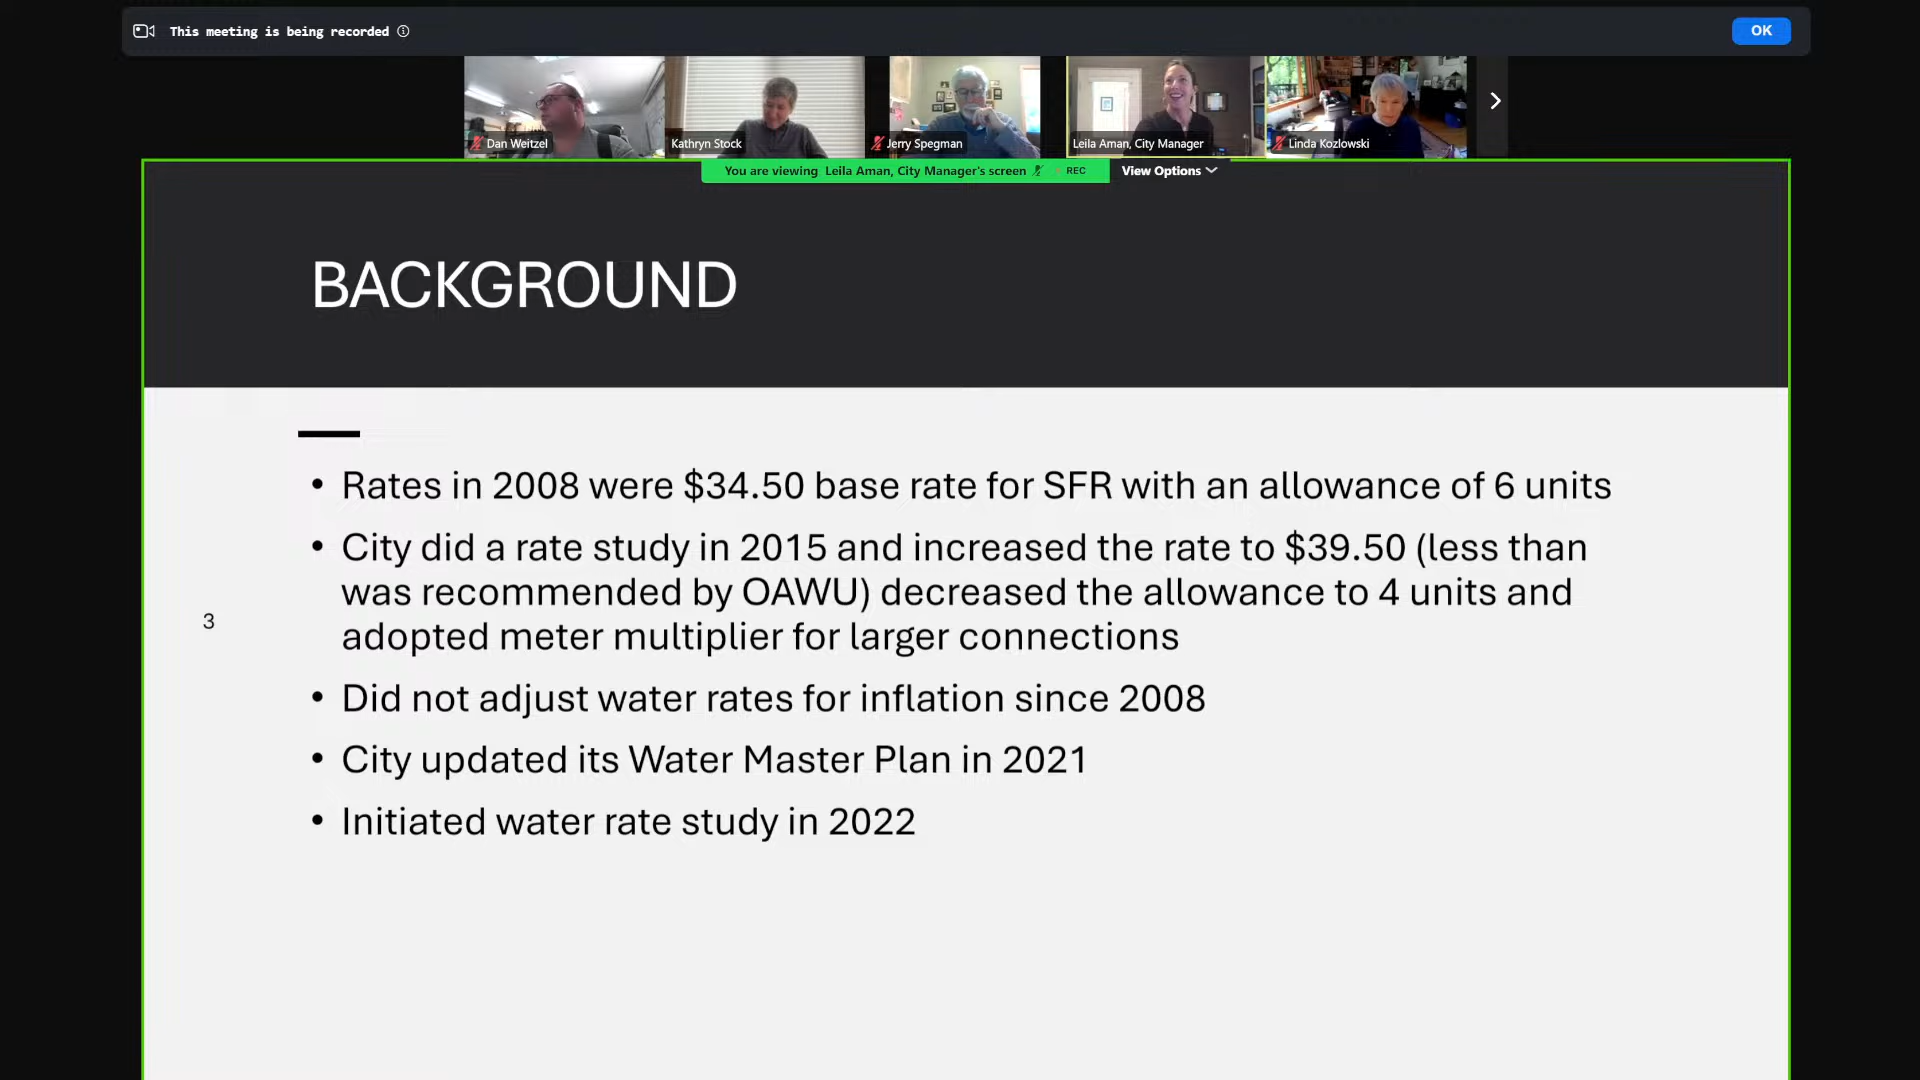 This meeting is being recorded
OK
Dan Weitzel
Kathryn Stock
Jerry Spegman
Leila Aman, City Manager
Linda Kozlowski
You are viewing Leila Aman, City Manager's screen
REC
View Options
BACKGROUND
• Rates in 2008 were $34.50 base rate for SFR with an allowance of 6 units
• City did a rate study in 2015 and increased the rate to $39.50 (less than
was recommended by OAWU) decreased the allowance to 4 units and
adopted meter multiplier for larger connections
3
• Did not adjust water rates for inflation since 2008
• City updated its Water Master Plan in 2021
• Initiated water rate study in 2022